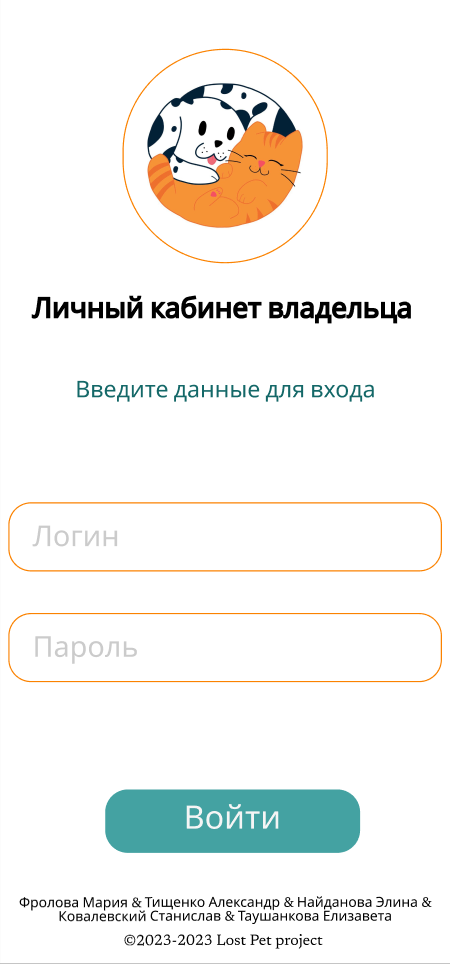 Личный кабинет владельца
Введите данные для входа
Логин
Пароль
Войти
Фролова Мария & Тищенко Александр & Найданова Элина &
Ковалевский Станислав & Таушанкова Елизавета
©2023-2023 Lost Pet project